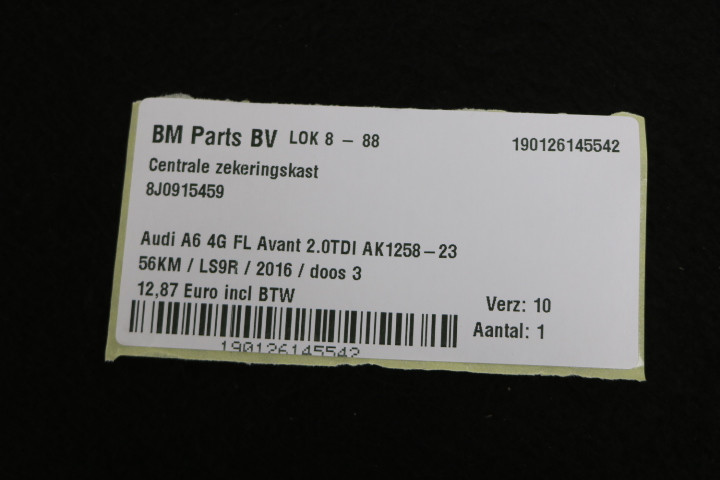 BM Parts BV LOK 8 – 88 190126145542
Centrale zekeringskast
8J0915459
Audi A6 4G FL Avant 2.0TDI AK1258–23
56KM / LS9R / 2016 / doos 3
12,87 Euro incl BTW
Verz: 10
Aantal: 1
190126145542